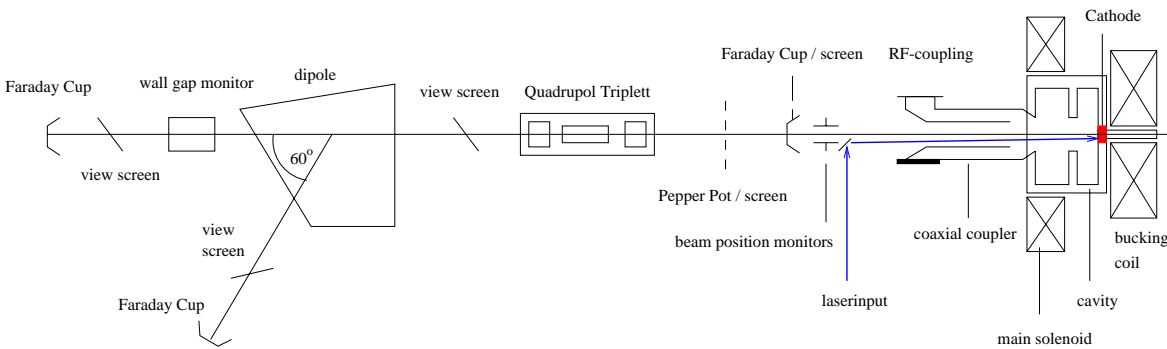 Cathode
Faraday Cup / screen
RF-coupling
Faraday Cup
wall gap monitor
dipole
view screen
Quadrupol Triplett
60°
view screen
Pepper Pot / screen
view
screen
beam position monitors
coaxial coupler
bucking
coil
Faraday Cup
laserinput
cavity
main solenoid